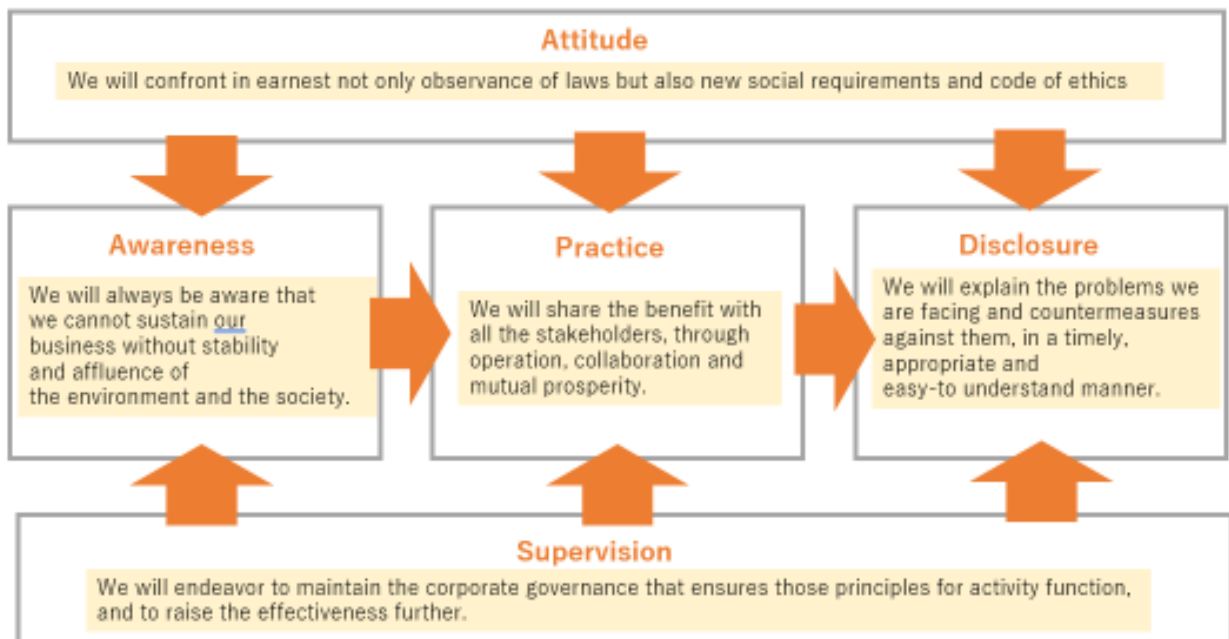 Attitude
We will confront in earnest not only observance of laws but also new social requirements and code of ethics
Awareness
We will always be aware that
we cannot sustain our
business without stability
and affluence of
the environment and the society.
Practice
We will share the benefit with
all the stakeholders, through
operation, collaboration and
mutual prosperity.
Disclosure
We will explain the problems we
are facing and countermeasures
against them, in a timely,
appropriate and
easy-to understand manner.
Supervision
We will endeavor to maintain the corporate governance that ensures those principles for activity function,
and to raise the effectiveness further.